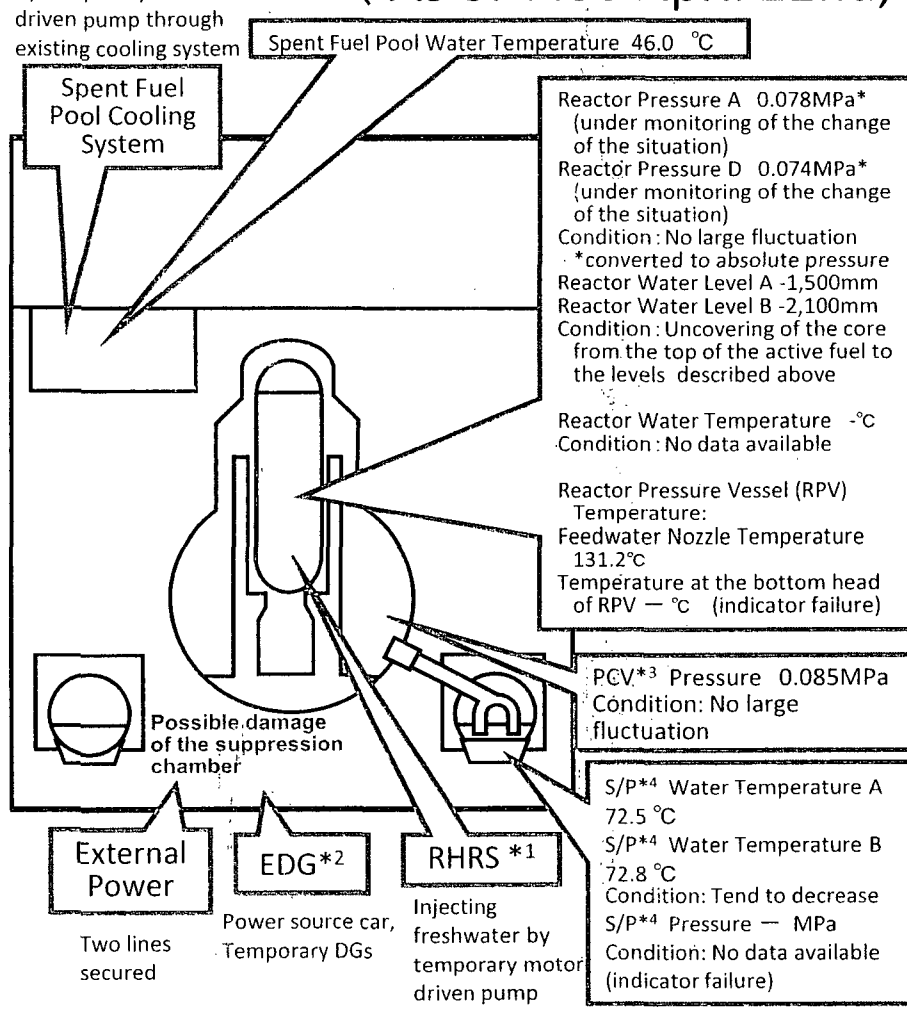 driven pump through
existing cooling system
Spent Fuel Pool Water Temperature 46.0 °C
Spent Fuel
Pool Cooling
System
Reactor Pressure A 0.078MPa*
(under monitoring of the change
of the situation)
Reactor Pressure D 0.074MPa*
(under monitoring of the change
of the situation)
Condition : No large fluctuation
*converted to absolute pressure
Reactor Water Level A -1,500mm
Reactor Water Level B -2,100mm
Condition : Uncovering of the core
from the top of the active fuel to
the levels described above
Reactor Water Temperature -℃
Condition : No data available
Reactor Pressure Vessel (RPV)
Temperature:
Feedwater Nozzle Temperature
131.2℃
Temperature at the bottom head
of RPV — ℃ (indicator failure)
PCV*3 Pressure 0.085MPa
Condition: No large
fluctuation
Possible damage
of the suppression
chamber
S/P*4 Water Temperature A
72.5 °C
S/P*4 Water Temperature B
72.8 °C
Condition: Tend to decrease
S/P*4 Pressure — MPa
Condition: No data available
(indicator failure)
External
Power
Two lines
secured
EDG*2
Power source car,
Temporary DGs
RHRS *1
Injecting
freshwater by
temporary motor
driven pump